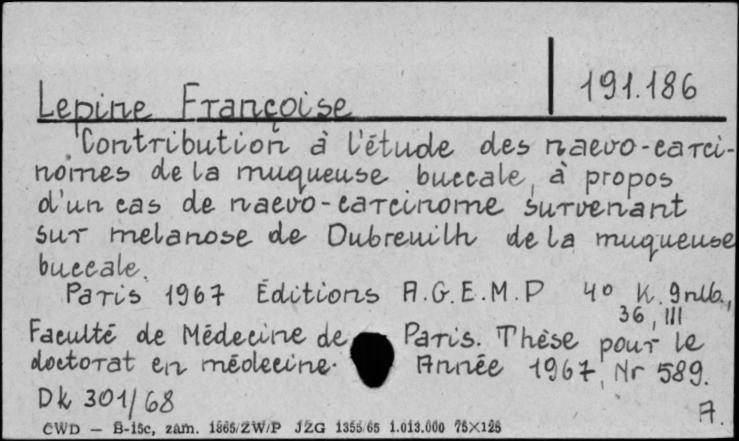 191.186
Lepine Françoise
Contribution à l'étude des naevo-carci-
nomes de la muqueuse buccale, à propos
d'un cas de naevo-carcinome survenant
sur melanose de Dubreuilh de la muqueuse
buccale.
Paris 1967 Editions A.G.E.M.P 4° K. 9nlb.,
36, III
Faculté de Médecine de Paris. Thèse pour le
doctorat en médecine. Année 1967, Nr 589.
Dk 301/68
A.
CWD — B-15c, zam. 1865/ZW/P JZG 1355/65 1.013.000 75×125